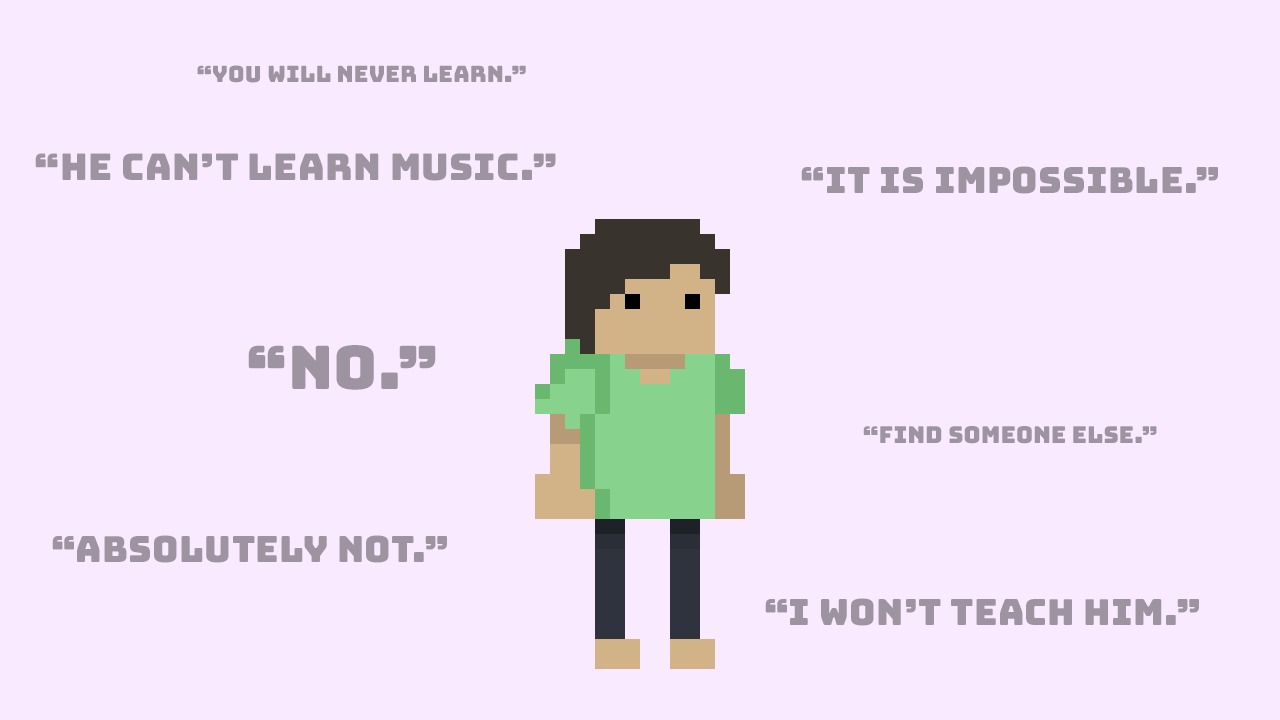 “YOU WILL NEVER LEARN.”
“HE CAN’T LEARN MUSIC.”
“IT IS IMPOSSIBLE.”
“NO.”
“FIND SOMEONE ELSE.”
“ABSOLUTELY NOT.”
“I WON’T TEACH HIM.”